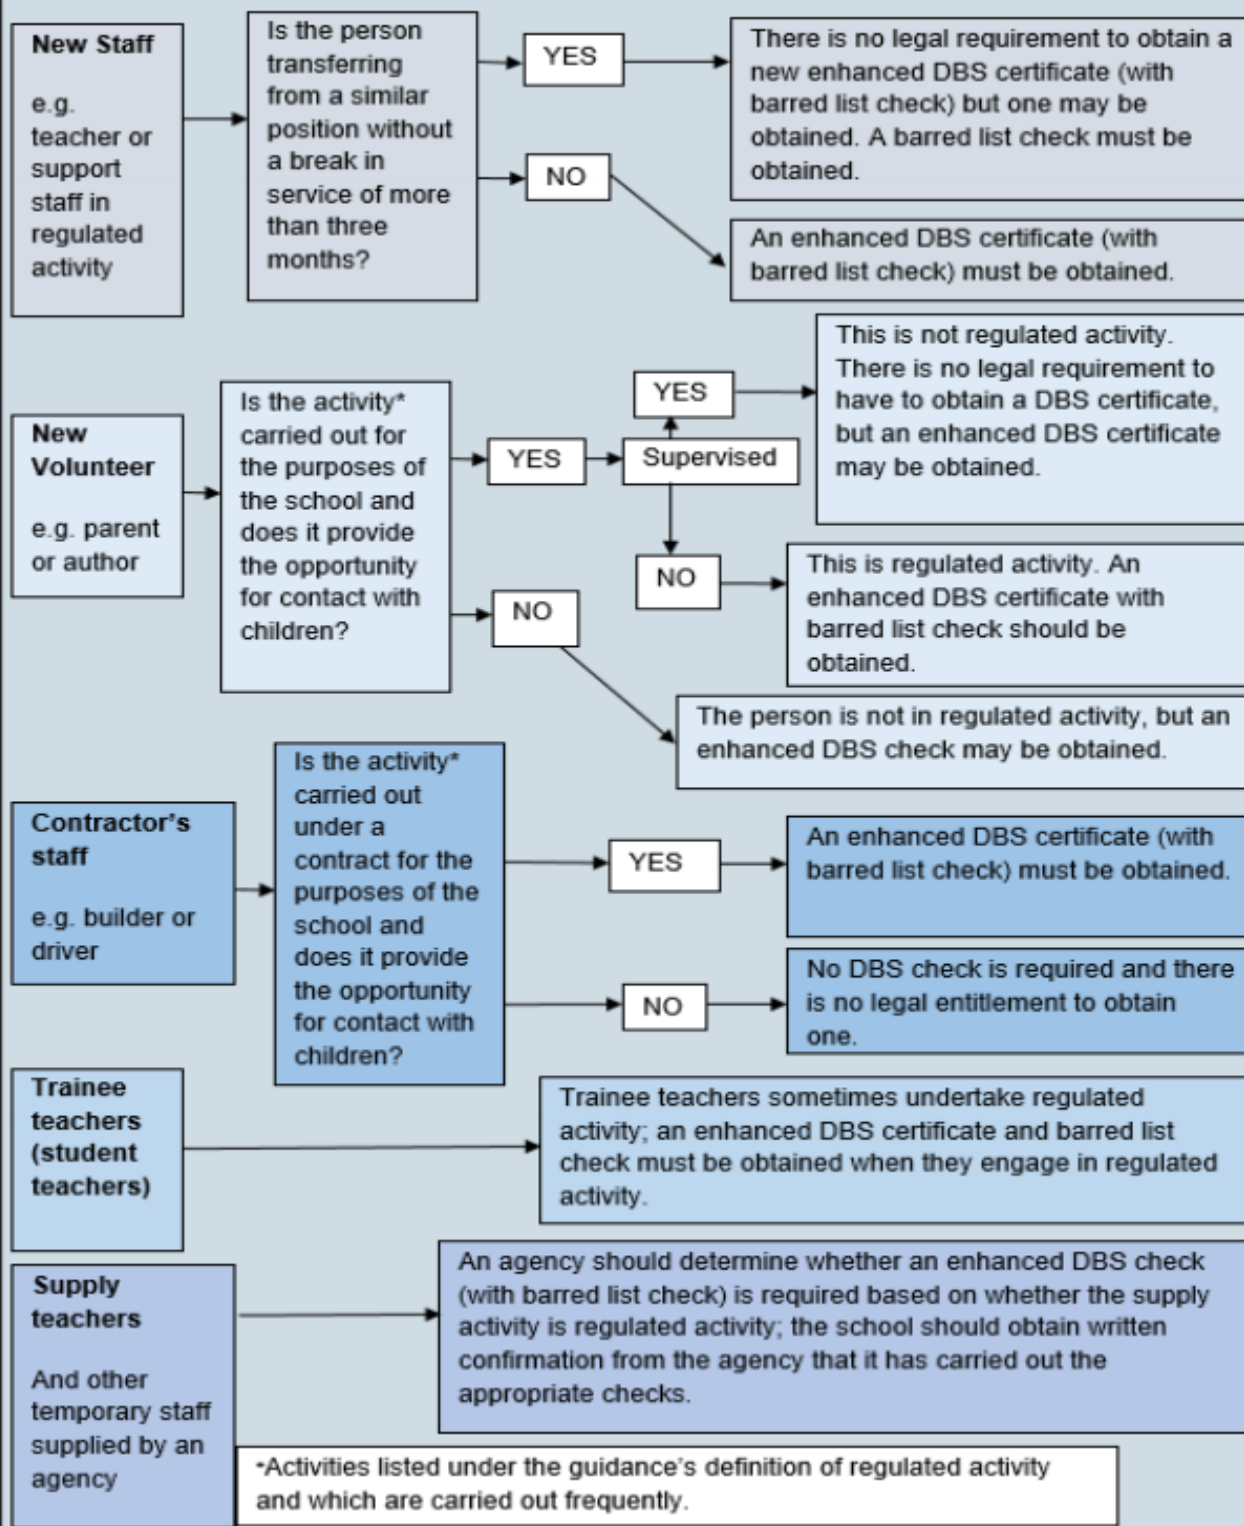 New Staff
e.g.
teacher or
support
staff in
regulated
activity
Is the person
transferring
from a similar
position without
a break in
service of more
than three
months?
YES
NO
There is no legal requirement to obtain a
new enhanced DBS certificate (with
barred list check) but one may be
obtained. A barred list check must be
obtained.
An enhanced DBS certificate (with
barred list check) must be obtained.
New
Volunteer
e.g. parent
or author
Is the activity*
carried out for
the purposes of
the school and
does it provide
the opportunity
for contact with
children?
YES
NO
Supervised
YES
NO
This is not regulated activity.
There is no legal requirement to
have to obtain a DBS certificate,
but an enhanced DBS certificate
may be obtained.
This is regulated activity. An
enhanced DBS certificate with
barred list check should be
obtained.
The person is not in regulated activity, but an
enhanced DBS check may be obtained.
Contractor's
staff
e.g. builder or
driver
Is the activity*
carried out
under a
contract for the
purposes of the
school and
does it provide
the opportunity
for contact with
children?
YES
NO
An enhanced DBS certificate (with
barred list check) must be obtained.
No DBS check is required and there
is no legal entitlement to obtain
one.
Trainee
teachers
(student
teachers)
Trainee teachers sometimes undertake regulated
activity; an enhanced DBS certificate and barred list
check must be obtained when they engage in regulated
activity.
Supply
teachers
And other
temporary staff
supplied by an
agency
An agency should determine whether an enhanced DBS check
(with barred list check) is required based on whether the supply
activity is regulated activity; the school should obtain written
confirmation from the agency that it has carried out the
appropriate checks.
*Activities listed under the guidance's definition of regulated activity
and which are carried out frequently.